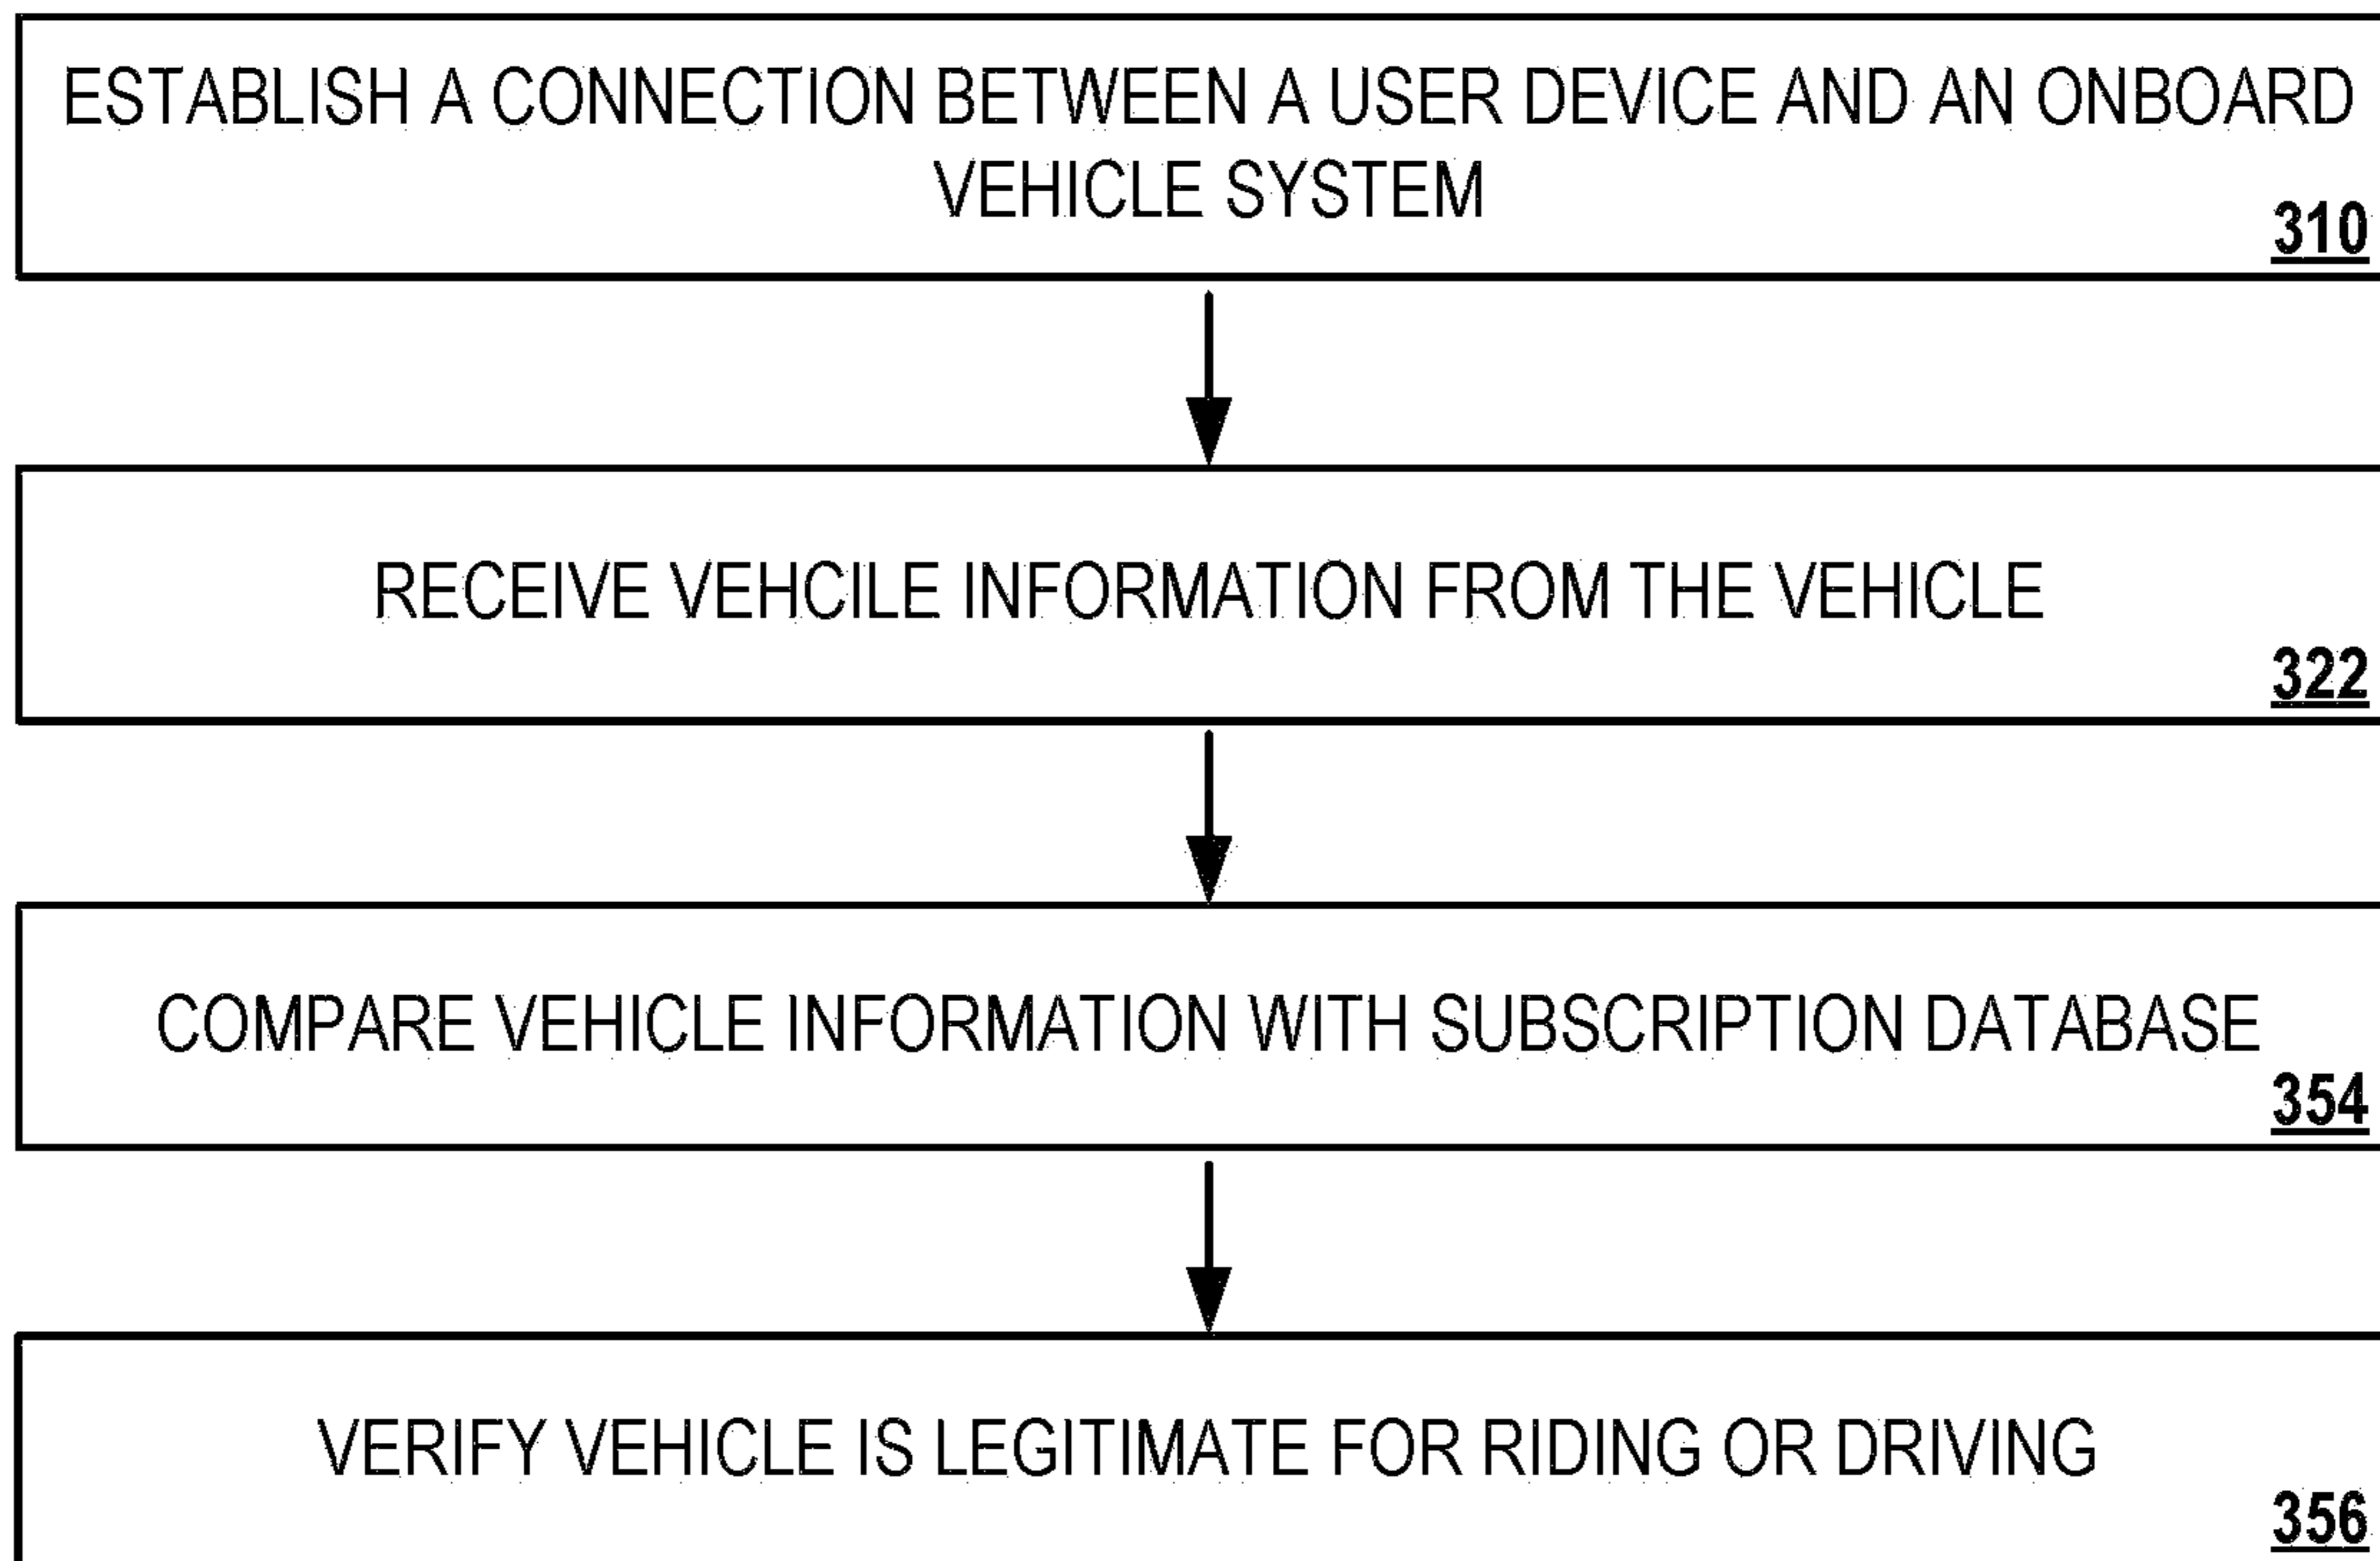 ESTABLISH A CONNECTION BETWEEN A USER DEVICE AND AN ONBOARD
VEHICLE SYSTEM
310
RECEIVE VEHCILE INFORMATION FROM THE VEHICLE
322
COMPARE VEHICLE INFORMATION WITH SUBSCRIPTION DATABASE
354
VERIFY VEHICLE IS LEGITIMATE FOR RIDING OR DRIVING
356